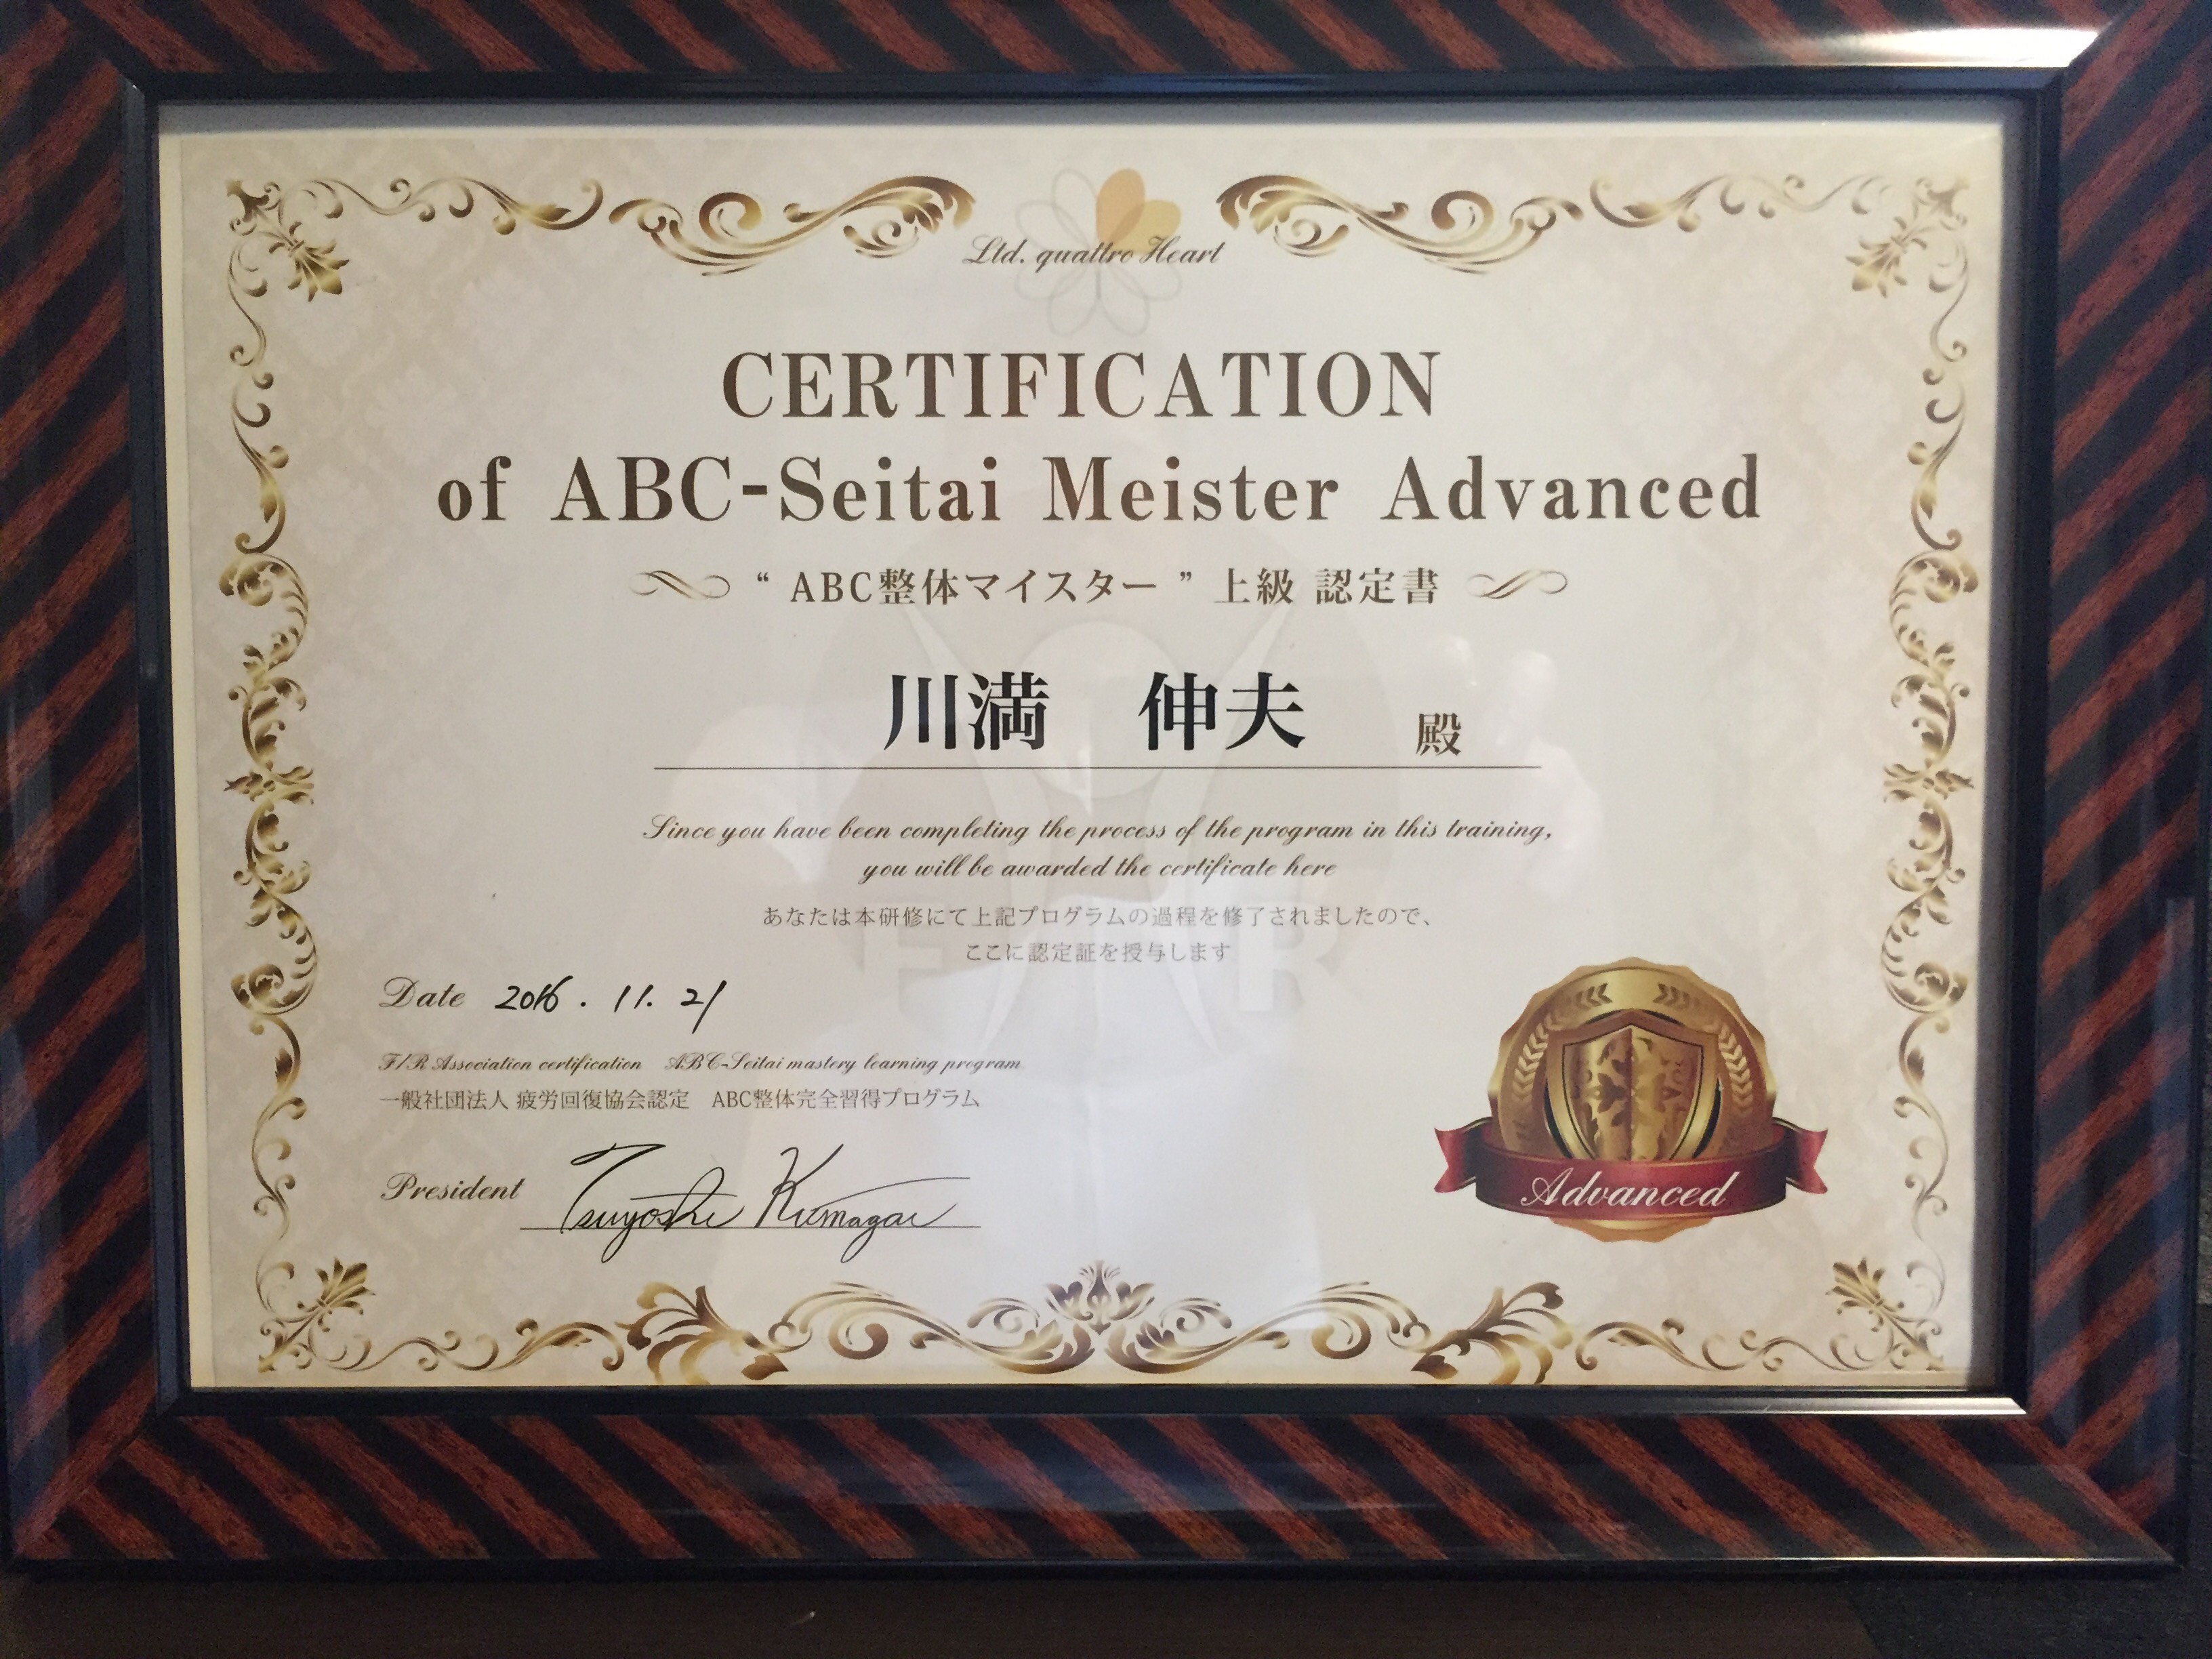 Ltd. quattro Heart
CERTIFICATION
of ABC-Seitai Meister Advanced
“ ABC整体マイスター ” 上級 認定書
川満 伸夫 殿
Since you have been completing the process of the program in this training,
you will be awarded the certificate here
あなたは本研修にて上記プログラムの過程を修了されましたので、
ここに認定証を授与します
F R
Date 2016 . 11. 21
F/R Association certification ABC-Seitai mastery learning program
一般社団法人 疲労回復協会認定 ABC整体完全習得プログラム
President Tsuyoshi Kumagai
Advanced